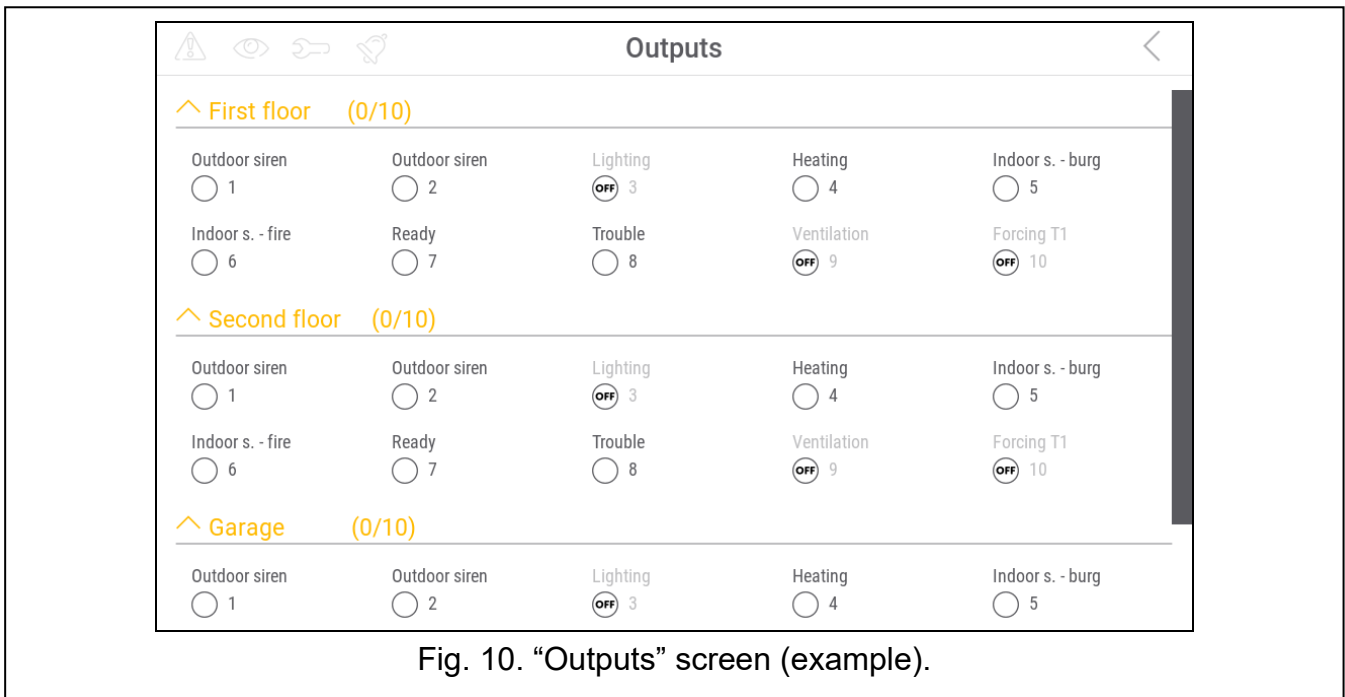 Outputs
First floor (0/10)
Outdoor siren Outdoor siren Lighting Heating Indoor s. - burg
1 2 OFF 3 4 5
Indoor s. - fire Ready Trouble Ventilation Forcing T1
6 7 8 OFF 9 OFF 10
Second floor (0/10)
Outdoor siren Outdoor siren Lighting Heating Indoor s. - burg
1 2 OFF 3 4 5
Indoor s. - fire Ready Trouble Ventilation Forcing T1
6 7 8 OFF 9 OFF 10
Garage (0/10)
Outdoor siren Outdoor siren Lighting Heating Indoor s. - burg
1 2 OFF 3 4 5
Fig. 10. “Outputs” screen (example).